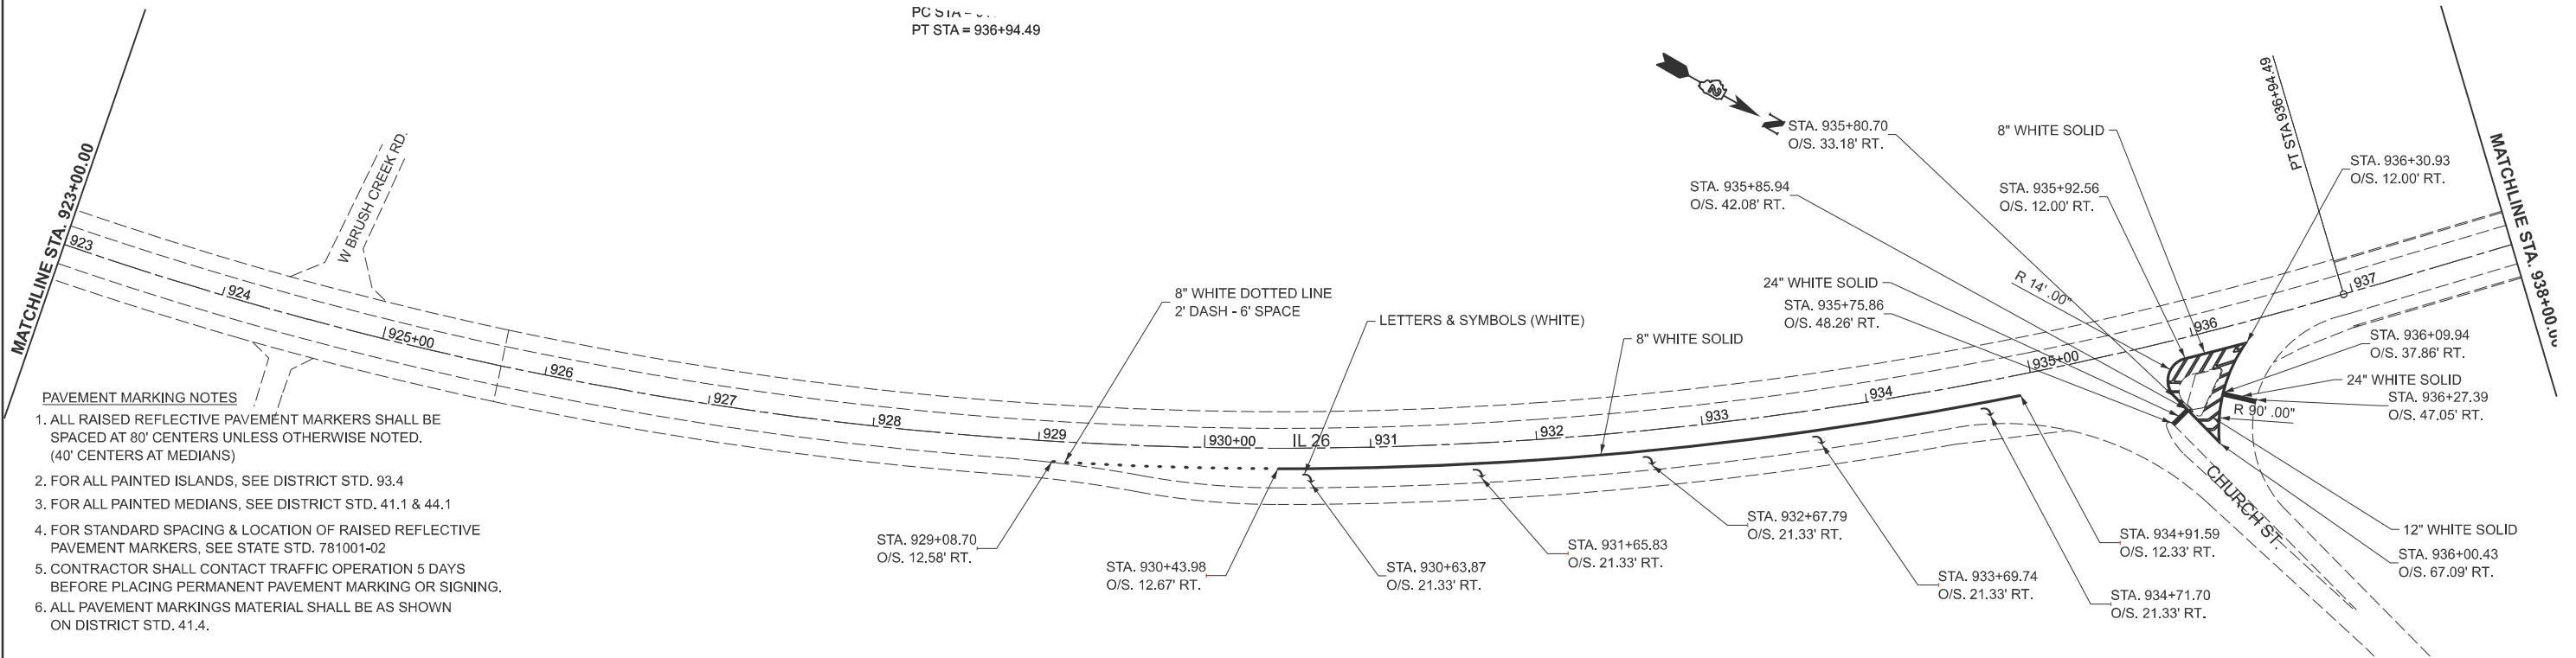 PC STA =
PT STA = 936+94.49
MATCHLINE STA. 923+00.00
W BRUSH CREEK RD.
923
924
925+00
926
927
928
929
930+00
IL 26
931
932
933
934
935+00
936
937
N
STA. 935+80.70
O/S. 33.18' RT.
STA. 935+85.94
O/S. 42.08' RT.
24" WHITE SOLID
STA. 935+75.86
O/S. 48.26' RT.
8" WHITE SOLID
STA. 935+92.56
O/S. 12.00' RT.
R 14'.00"
PT STA 936+94.49
STA. 936+30.93
O/S. 12.00' RT.
MATCHLINE STA. 938+00.00
STA. 936+09.94
O/S. 37.86' RT.
24" WHITE SOLID
STA. 936+27.39
O/S. 47.05' RT.
R 90'.00"
12" WHITE SOLID
STA. 936+00.43
O/S. 67.09' RT.
CHURCH ST.
8" WHITE DOTTED LINE
2' DASH - 6' SPACE
LETTERS & SYMBOLS (WHITE)
8" WHITE SOLID
STA. 929+08.70
O/S. 12.58' RT.
STA. 930+43.98
O/S. 12.67' RT.
STA. 930+63.87
O/S. 21.33' RT.
STA. 931+65.83
O/S. 21.33' RT.
STA. 932+67.79
O/S. 21.33' RT.
STA. 933+69.74
O/S. 21.33' RT.
STA. 934+71.70
O/S. 21.33' RT.
STA. 934+91.59
O/S. 12.33' RT.
PAVEMENT MARKING NOTES
1. ALL RAISED REFLECTIVE PAVEMENT MARKERS SHALL BE
SPACED AT 80' CENTERS UNLESS OTHERWISE NOTED.
(40' CENTERS AT MEDIANS)
2. FOR ALL PAINTED ISLANDS, SEE DISTRICT STD. 93.4
3. FOR ALL PAINTED MEDIANS, SEE DISTRICT STD. 41.1 & 44.1
4. FOR STANDARD SPACING & LOCATION OF RAISED REFLECTIVE
PAVEMENT MARKERS, SEE STATE STD. 781001-02
5. CONTRACTOR SHALL CONTACT TRAFFIC OPERATION 5 DAYS
BEFORE PLACING PERMANENT PAVEMENT MARKING OR SIGNING.
6. ALL PAVEMENT MARKINGS MATERIAL SHALL BE AS SHOWN
ON DISTRICT STD. 41.4.